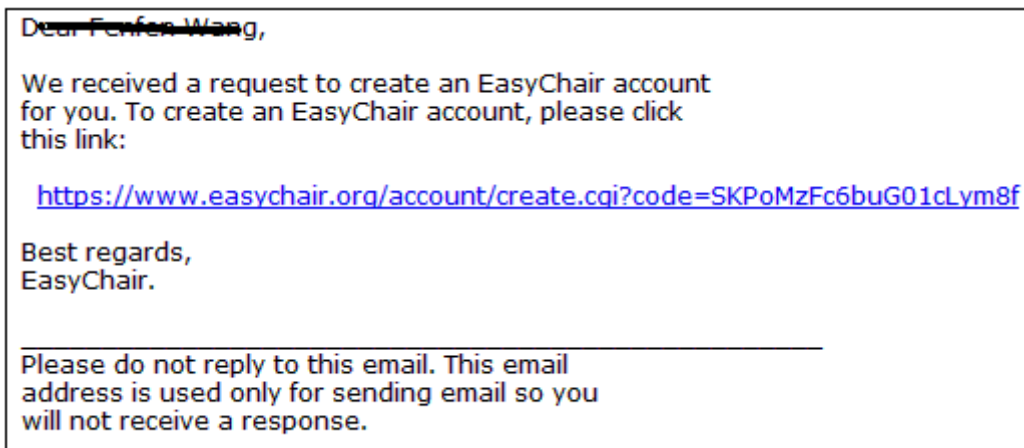 Dear
We received a request to create an EasyChair account
for you. To create an EasyChair account, please click
this link:
https://www.easychair.org/account/create.cgi?code=SKPoMzFc6buG01cLym8f
Best regards,
EasyChair.
Please do not reply to this email. This email
address is used only for sending email so you
will not receive a response.